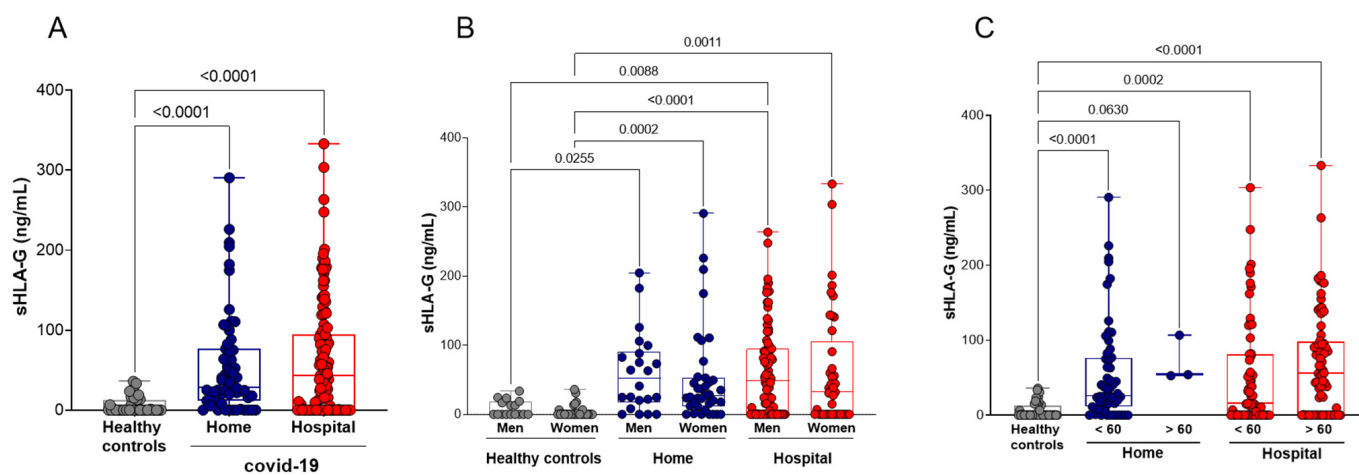 A
<0.0001
<0.0001
400
300
200
100
0
sHLA-G (ng/mL)
Healthy controls
Home
Hospital
covid-19
B
0.0011
0.0088
<0.0001
0.0002
0.0255
400
300
200
100
0
sHLA-G (ng/mL)
Men
Women
Men
Women
Men
Women
Healthy controls
Home
Hospital
C
<0.0001
0.0002
0.0630
<0.0001
400
300
200
100
0
sHLA-G (ng/mL)
Healthy
controls
< 60
> 60
< 60
> 60
Home
Hospital